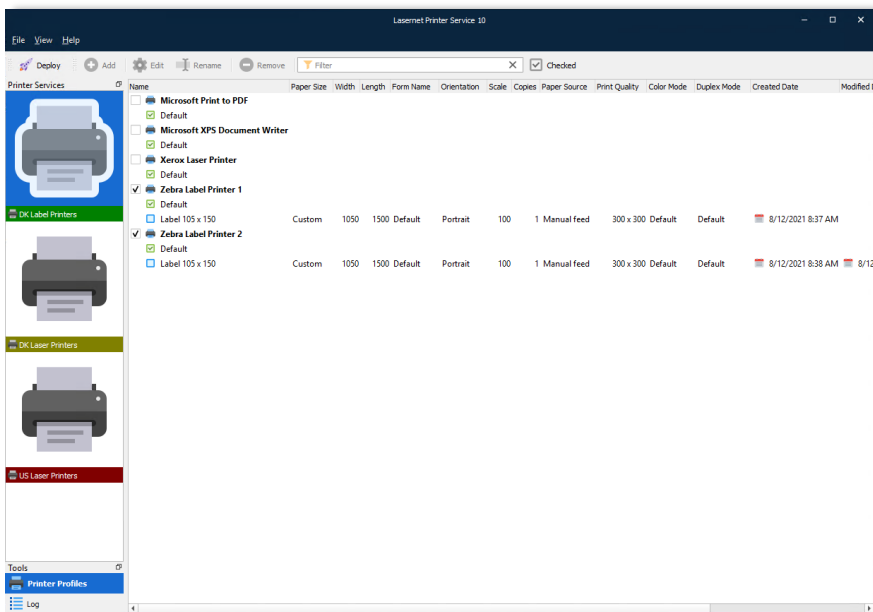 Lasernet Printer Service 10
File View Help
Deploy Add Edit Rename Remove Filter Checked
Printer Services
Name Paper Size Width Length Form Name Orientation Scale Copies Paper Source Print Quality Color Mode Duplex Mode Created Date Modified
Microsoft Print to PDF
Default
Microsoft XPS Document Writer
Default
Xerox Laser Printer
Default
Zebra Label Printer 1
Default
Label 105 x 150 Custom 1050 1500 Default Portrait 100 1 Manual feed 300 x 300 Default Default 8/12/2021 8:37 AM
Zebra Label Printer 2
Default
Label 105 x 150 Custom 1050 1500 Default Portrait 100 1 Manual feed 300 x 300 Default Default 8/12/2021 8:38 AM 8/12
DK Label Printers
DK Laser Printers
US Laser Printers
Tools
Printer Profiles
Log